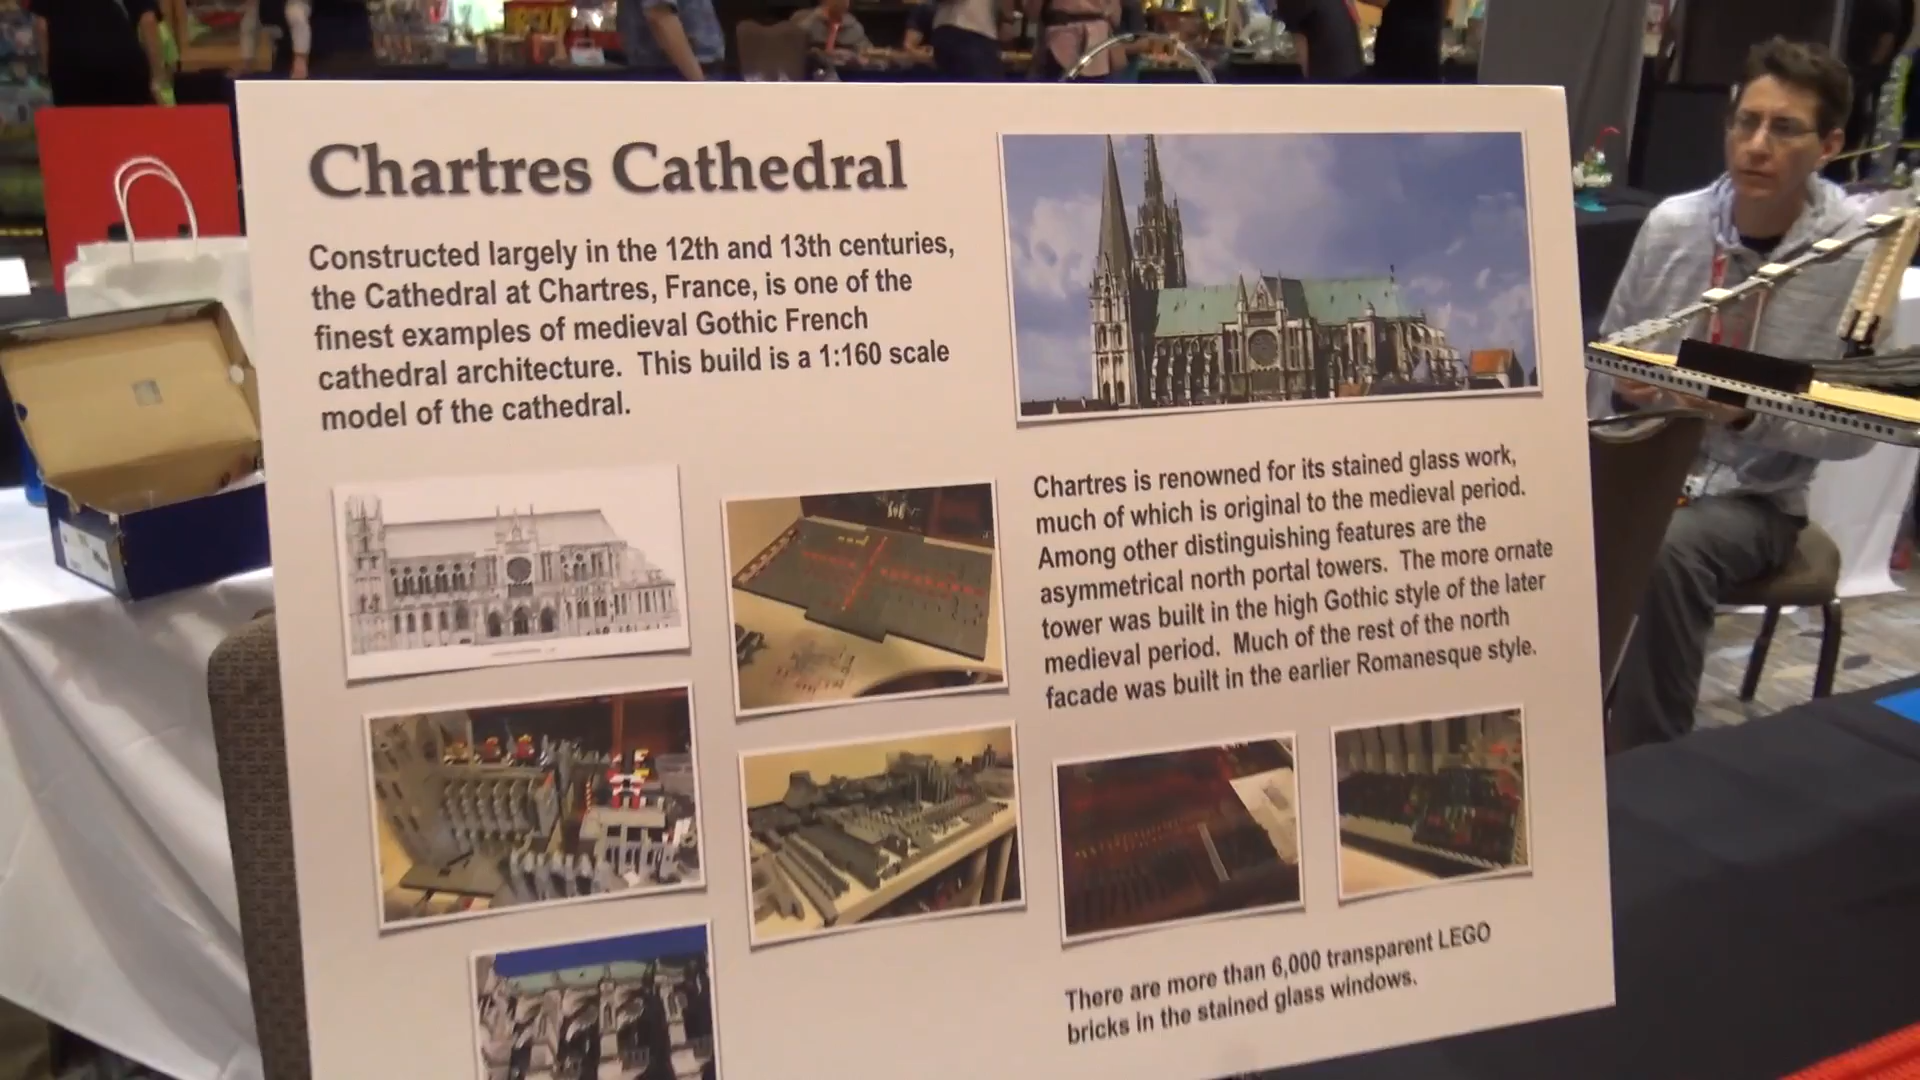 Chartres Cathedral
Constructed largely in the 12th and 13th centuries,
the Cathedral at Chartres, France, is one of the
finest examples of medieval Gothic French
cathedral architecture. This build is a 1:160 scale
model of the cathedral.
Chartres is renowned for its stained glass work,
much of which is original to the medieval period.
Among other distinguishing features are the
asymmetrical north portal towers. The more ornate
tower was built in the high Gothic style of the later
medieval period. Much of the rest of the north
facade was built in the earlier Romanesque style.
There are more than 6,000 transparent LEGO
bricks in the stained glass windows.